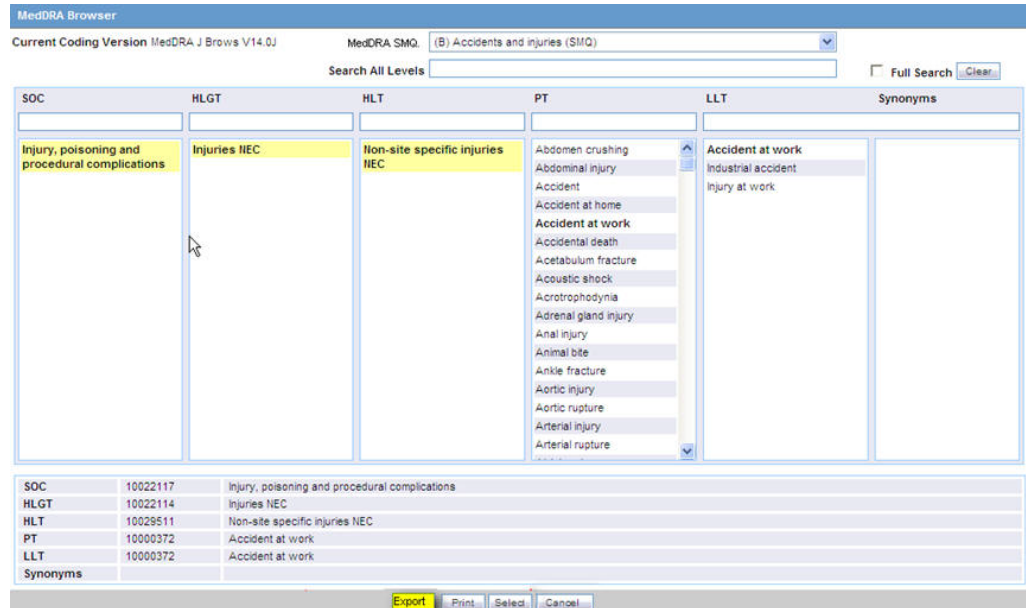 MedDRA Browser
Current Coding Version MedDRA J Brows V14.0J MedDRA SMQ. (B) Accidents and injuries (SMQ)
Search All Levels Full Search Clear
SOC HLGT HLT PT LLT Synonyms
Injury, poisoning and
procedural complications
Injuries NEC
Non-site specific injuries
NEC
Abdomen crushing
Abdominal injury
Accident
Accident at home
Accident at work
Accidental death
Acetabulum fracture
Acoustic shock
Acrotrophodynia
Adrenal gland injury
Anal injury
Animal bite
Ankle fracture
Aortic injury
Aortic rupture
Arterial injury
Arterial rupture
Accident at work
Industrial accident
Injury at work
SOC 10022117 Injury, poisoning and procedural complications
HLGT 10022114 Injuries NEC
HLT 10029511 Non-site specific injuries NEC
PT 10000372 Accident at work
LLT 10000372 Accident at work
Synonyms
Export Print Select Cancel